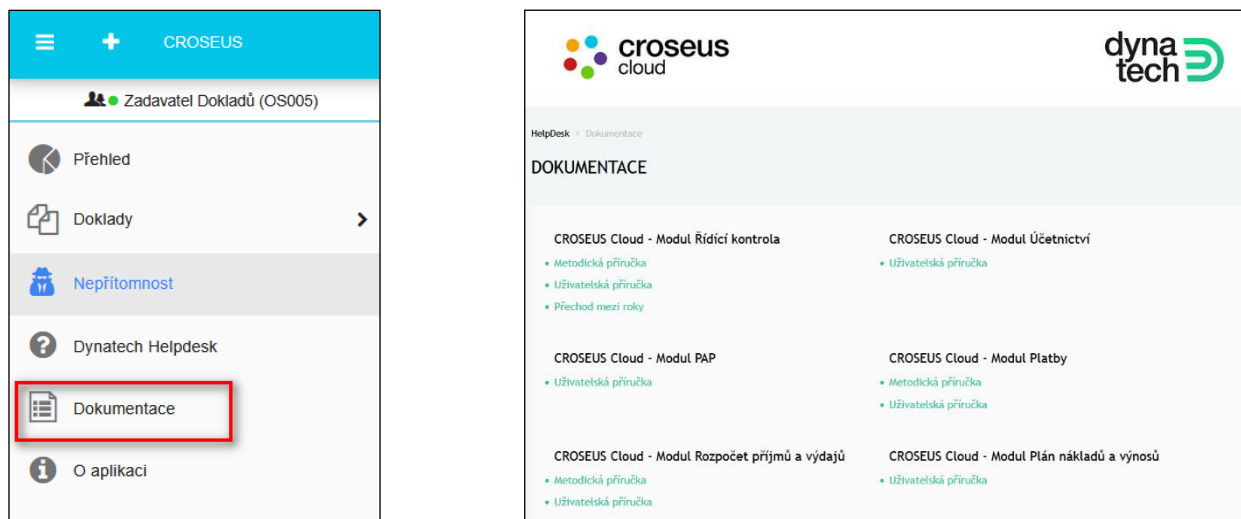 CROSEUS
Zadavatel Dokladů (OS005)
Přehled
Doklady
Nepřítomnost
Dynatech Helpdesk
Dokumentace
O aplikaci
croseus
cloud
dyna
tech
HelpDesk > Dokumentace
DOKUMENTACE
CROSEUS Cloud - Modul Řídící kontrola
• Metodická příručka
• Uživatelská příručka
• Přechod mezi roky
CROSEUS Cloud - Modul Účetnictví
• Uživatelská příručka
CROSEUS Cloud - Modul PAP
• Uživatelská příručka
CROSEUS Cloud - Modul Platby
• Metodická příručka
• Uživatelská příručka
CROSEUS Cloud - Modul Rozpočet příjmů a výdajů
• Metodická příručka
• Uživatelská příručka
CROSEUS Cloud - Modul Plán nákladů a výnosů
• Uživatelská příručka